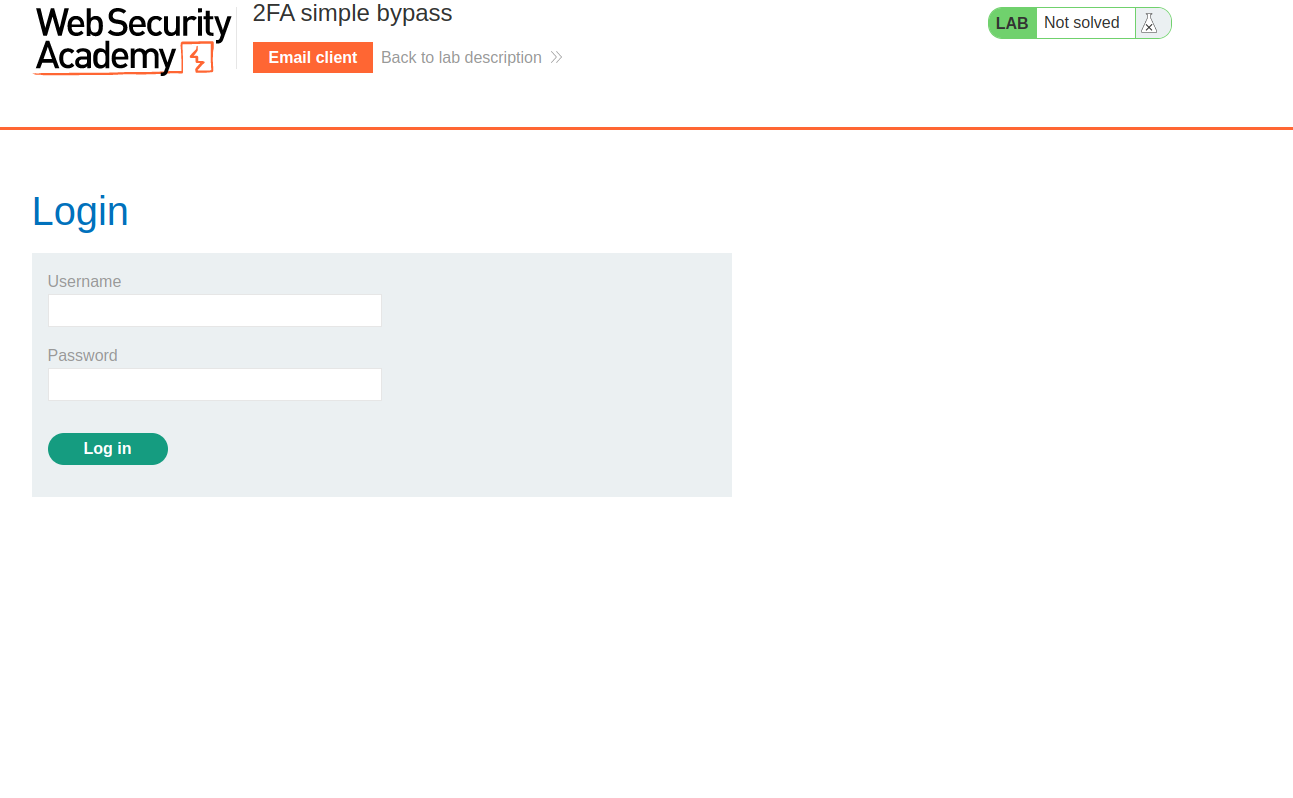 Web Security
Academy
2FA simple bypass
Email client
Back to lab description
LAB
Not solved
Login
Username
Password
Log in